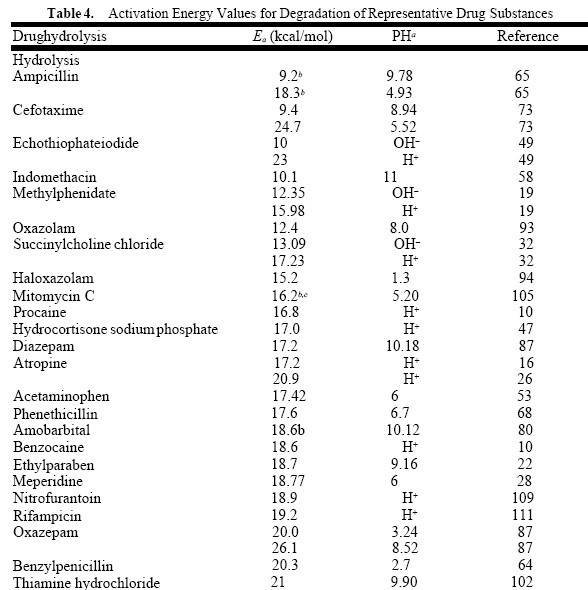 Table 4. Activation Energy Values for Degradation of Representative Drug Substances
Drughydrolysis Eₐ (kcal/mol) PHᵃ Reference
Hydrolysis
Ampicillin 9.2ᵇ 9.78 65
18.3ᵇ 4.93 65
Cefotaxime 9.4 8.94 73
24.7 5.52 73
Echothiophateiodide 10 OH⁻ 49
23 H⁺ 49
Indomethacin 10.1 11 58
Methylphenidate 12.35 OH⁻ 19
15.98 H⁺ 19
Oxazolam 12.4 8.0 93
Succinylcholine chloride 13.09 OH⁻ 32
17.23 H⁺ 32
Haloxazolam 15.2 1.3 94
Mitomycin C 16.2ᵇ,ᶜ 5.20 105
Procaine 16.8 H⁺ 10
Hydrocortisone sodium phosphate 17.0 H⁺ 47
Diazepam 17.2 10.18 87
Atropine 17.2 H⁺ 16
20.9 H⁺ 26
Acetaminophen 17.42 6 53
Phenethicillin 17.6 6.7 68
Amobarbital 18.6b 10.12 80
Benzocaine 18.6 H⁺ 10
Ethylparaben 18.7 9.16 22
Meperidine 18.77 6 28
Nitrofurantoin 18.9 H⁺ 109
Rifampicin 19.2 H⁺ 111
Oxazepam 20.0 3.24 87
26.1 8.52 87
Benzylpenicillin 20.3 2.7 64
Thiamine hydrochloride 21 9.90 102